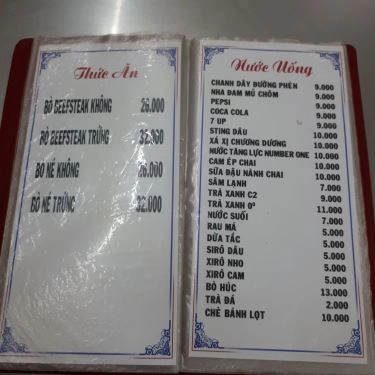 Thức Ăn
BÒ BEEFSTEAK KHÔNG 26.000
BÒ BEEFSTEAK TRỨNG 32.000
BÒ NÉ KHÔNG 26.000
BÒ NÉ TRỨNG 32.000
Nước Uống
CHANH DÂY ĐƯỜNG PHÈN 9.000
NHA ĐAM MỦ CHÔM 9.000
PEPSI 9.000
COCA COLA 9.000
7 UP 9.000
STING DÂU 10.000
XÁ XỊ CHƯƠNG DƯƠNG 10.000
NƯỚC TĂNG LỰC NUMBER ONE 10.000
CAM ÉP CHAI 10.000
SỮA ĐẬU NÀNH CHAI 10.000
SÂM LẠNH 7.000
TRÀ XANH C2 9.000
TRÀ XANH 0° 11.000
NƯỚC SUỐI 7.000
RAU MÁ 5.000
DỪA TẮC 5.000
SIRÔ DÂU 5.000
XIRÔ NHO 5.000
XIRÔ CAM 5.000
BÒ HÚC 13.000
TRÀ ĐÁ 2.000
CHÈ BÁNH LỌT 10.000